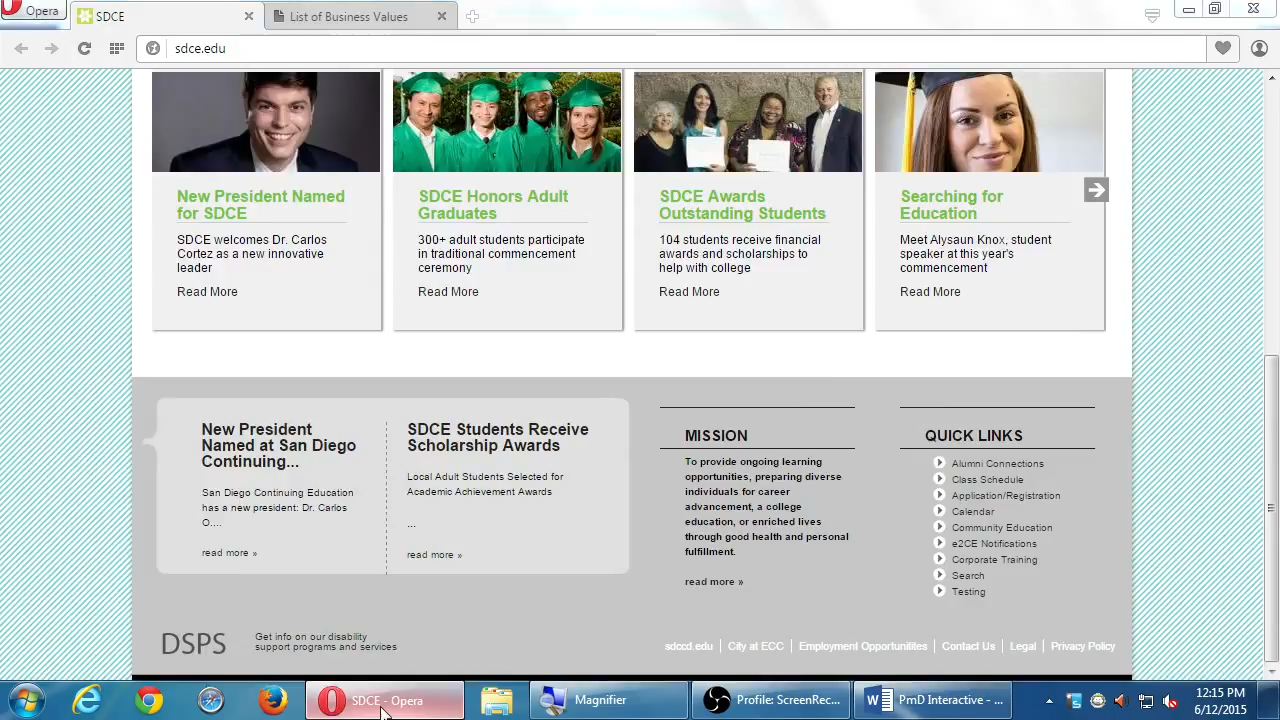 Opera
SDCE
List of Business Values
sdce.edu
New President Named
for SDCE
SDCE welcomes Dr. Carlos
Cortez as a new innovative
leader
Read More
SDCE Honors Adult
Graduates
300+ adult students participate
in traditional commencement
ceremony
Read More
SDCE Awards
Outstanding Students
104 students receive financial
awards and scholarships to
help with college
Read More
Searching for
Education
Meet Alysaun Knox, student
speaker at this year's
commencement
Read More
New President
Named at San Diego
Continuing...
San Diego Continuing Education
has a new president: Dr. Carlos
O....
read more »
SDCE Students Receive
Scholarship Awards
Local Adult Students Selected for
Academic Achievement Awards
...
read more »
MISSION
To provide ongoing learning
opportunities, preparing diverse
individuals for career
advancement, a college
education, or enriched lives
through good health and personal
fulfillment.
read more »
QUICK LINKS
Alumni Connections
Class Schedule
Application/Registration
Calendar
Community Education
e2CE Notifications
Corporate Training
Search
Testing
DSPS
Get info on our disability
support programs and services
sdccd.edu
City at ECC
Employment Opportunitites
Contact Us
Legal
Privacy Policy
SDCE - Opera
Magnifier
Profile: ScreenRec...
PrnD Interactive - ...
12:15 PM
6/12/2015